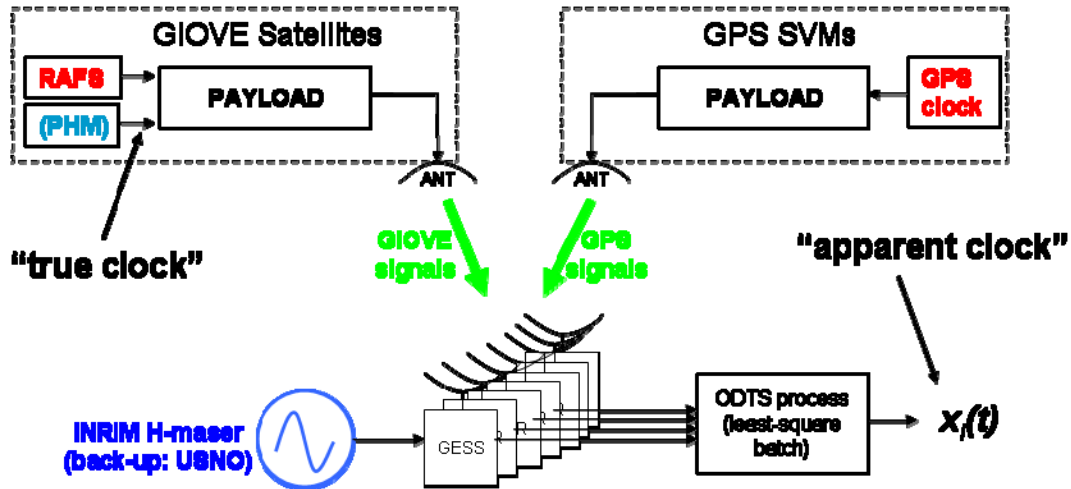 GIOVE Satellites
RAFS
(PHM)
PAYLOAD
ANT
GPS SVMs
PAYLOAD
GPS
clock
ANT
"true clock"
GIOVE
signals
GPS
signals
"apparent clock"
INRIM H-maser
(back-up: USNO)
GESS
ODTS process
(least-square
batch)
xi(t)